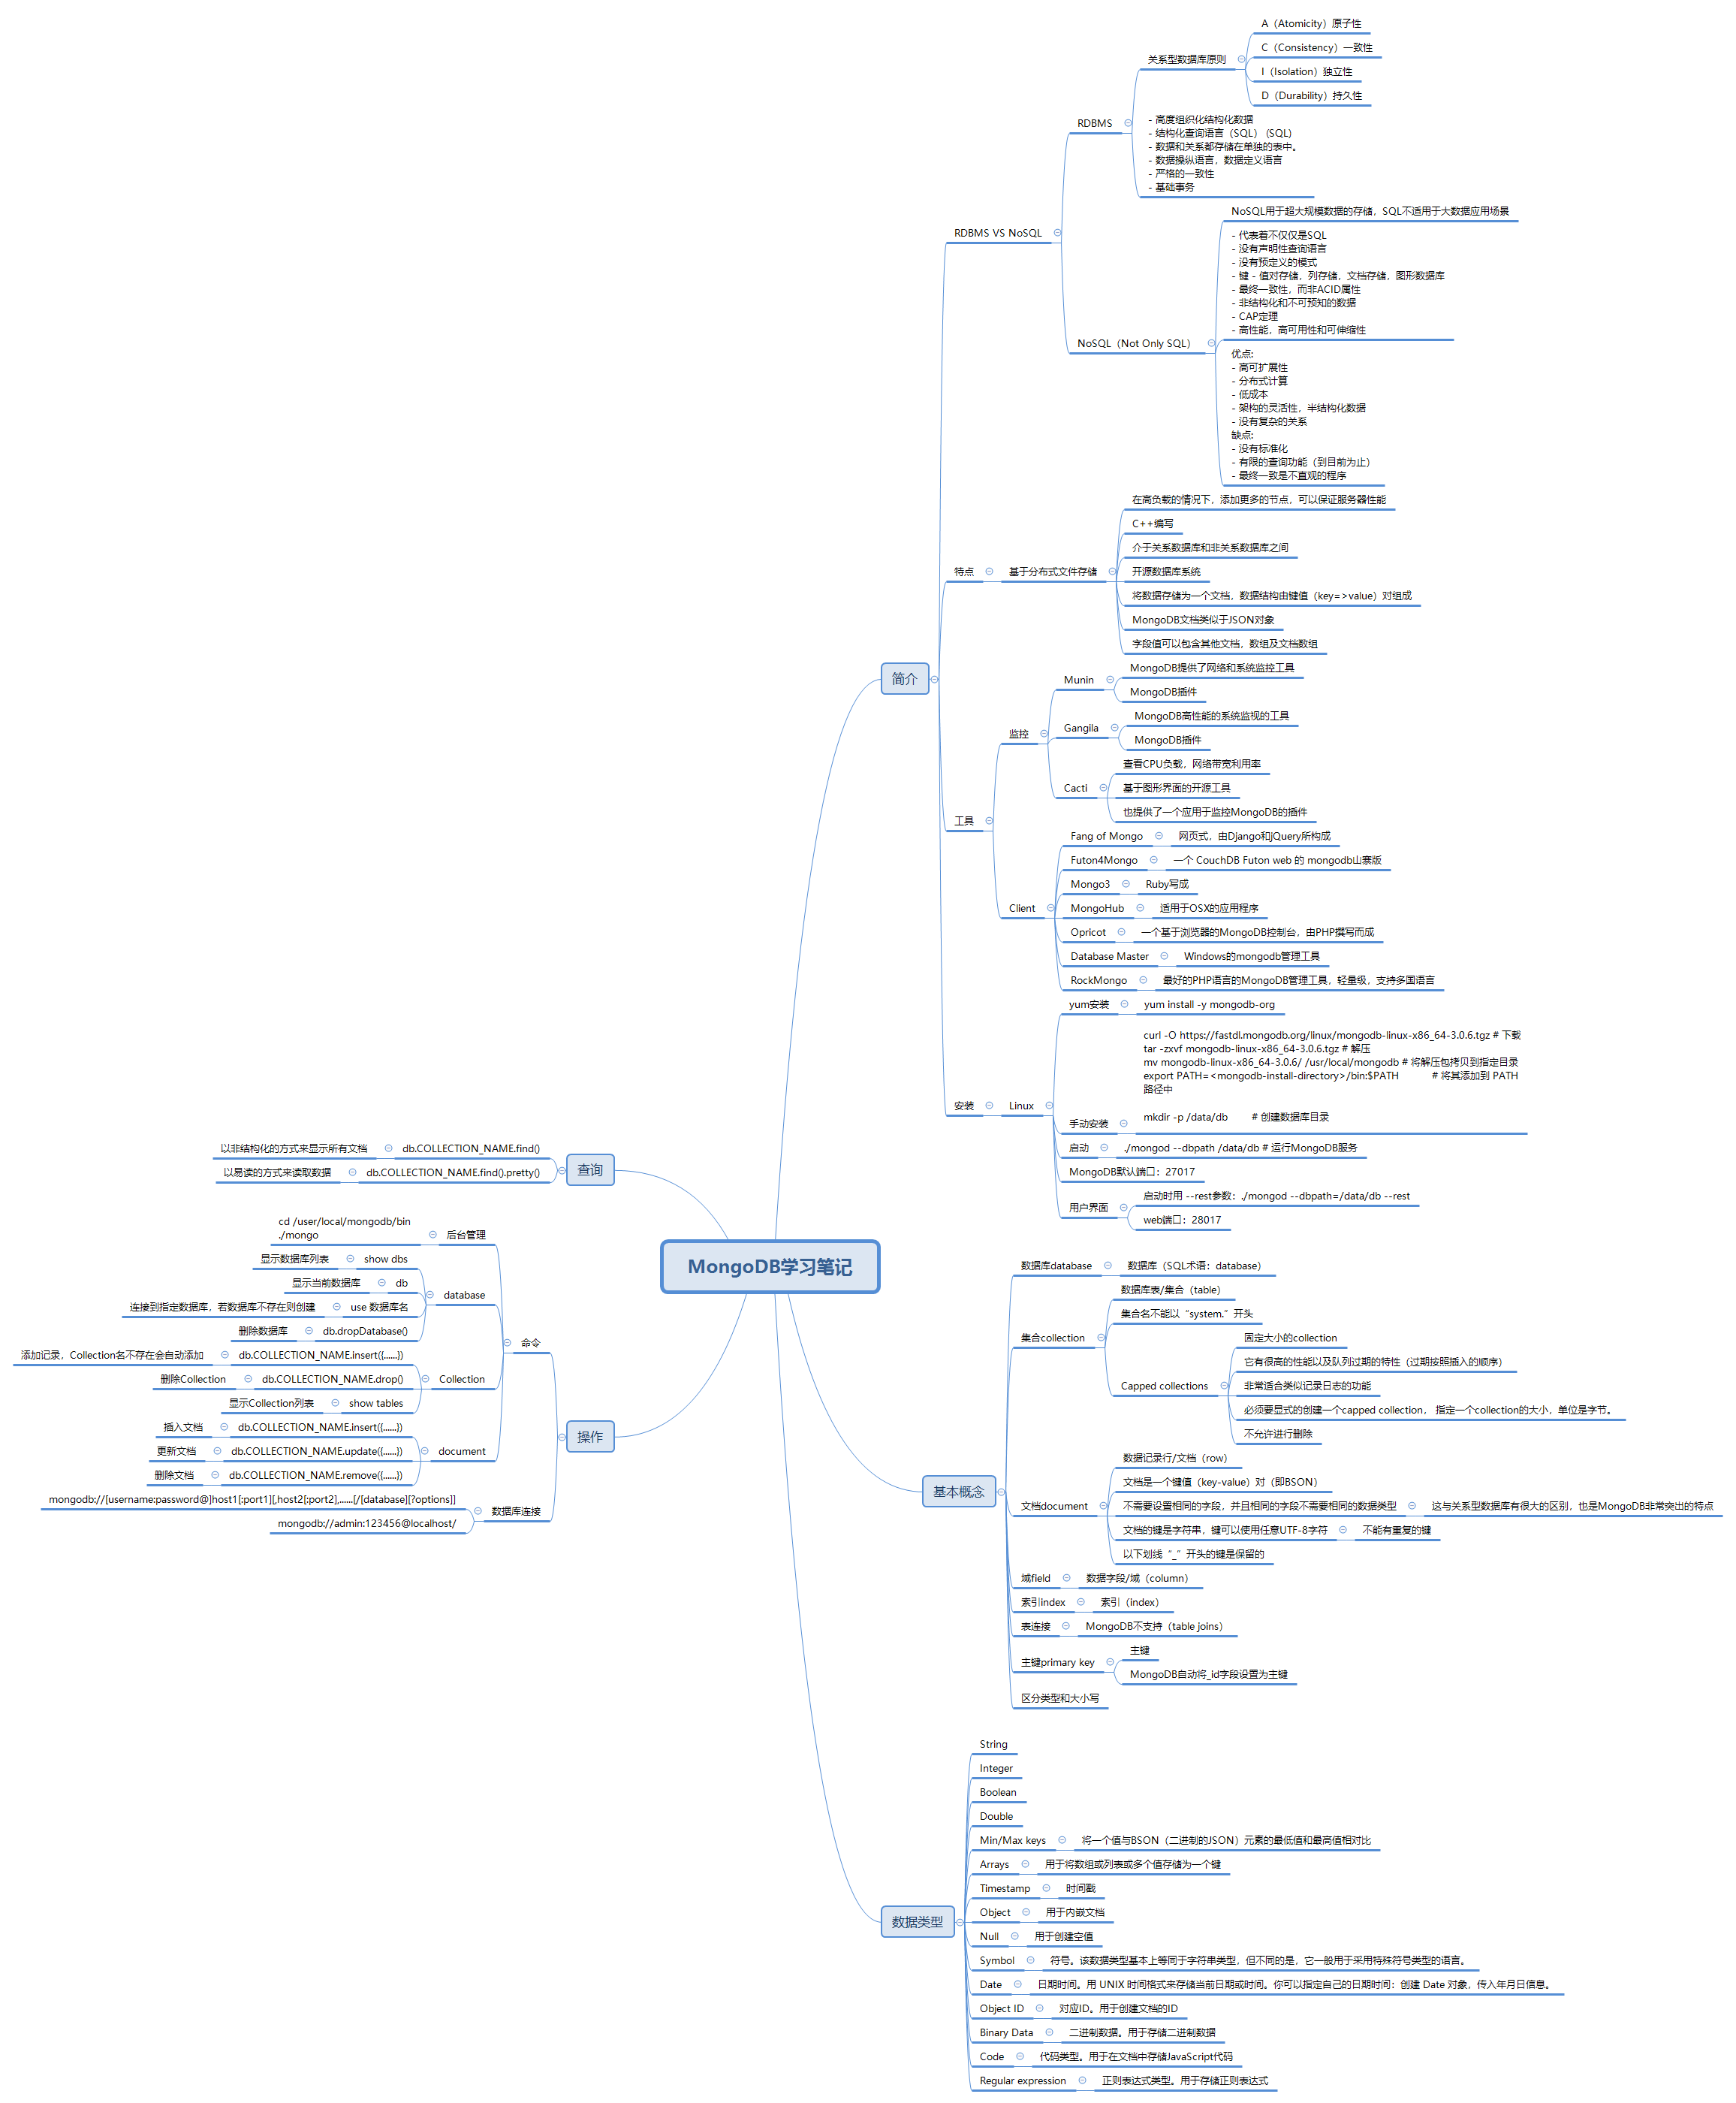 MongoDB学习笔记
简介
RDBMS VS NoSQL
RDBMS
关系型数据库原则
A（Atomicity）原子性
C（Consistency）一致性
I（Isolation）独立性
D（Durability）持久性
- 高度组织化结构化数据
- 结构化查询语言（SQL） (SQL)
- 数据和关系都存储在单独的表中。
- 数据操纵语言，数据定义语言
- 严格的一致性
- 基础事务
NoSQL（Not Only SQL）
NoSQL用于超大规模数据的存储，SQL不适用于大数据应用场景
- 代表着不仅仅是SQL
- 没有声明性查询语言
- 没有预定义的模式
- 键 - 值对存储，列存储，文档存储，图形数据库
- 最终一致性，而非ACID属性
- 非结构化和不可预知的数据
- CAP定理
- 高性能，高可用性和可伸缩性
优点:
- 高可扩展性
- 分布式计算
- 低成本
- 架构的灵活性，半结构化数据
- 没有复杂的关系
缺点:
- 没有标准化
- 有限的查询功能（到目前为止）
- 最终一致是不直观的程序
特点
基于分布式文件存储
在高负载的情况下，添加更多的节点，可以保证服务器性能
C++编写
介于关系数据库和非关系数据库之间
开源数据库系统
将数据存储为一个文档，数据结构由键值（key=>value）对组成
MongoDB文档类似于JSON对象
字段值可以包含其他文档，数组及文档数组
工具
监控
Munin
MongoDB提供了网络和系统监控工具
MongoDB插件
Gangila
MongoDB高性能的系统监视的工具
MongoDB插件
Cacti
查看CPU负载，网络带宽利用率
基于图形界面的开源工具
也提供了一个应用于监控MongoDB的插件
Client
Fang of Mongo
网页式，由Django和jQuery所构成
Futon4Mongo
一个 CouchDB Futon web 的 mongodb山寨版
Mongo3
Ruby写成
MongoHub
适用于OSX的应用程序
Opricot
一个基于浏览器的MongoDB控制台，由PHP撰写而成
Database Master
Windows的mongodb管理工具
RockMongo
最好的PHP语言的MongoDB管理工具，轻量级，支持多国语言
安装
Linux
yum安装
yum install -y mongodb-org
手动安装
curl -O https://fastdl.mongodb.org/linux/mongodb-linux-x86_64-3.0.6.tgz # 下载
tar -zxvf mongodb-linux-x86_64-3.0.6.tgz # 解压
mv mongodb-linux-x86_64-3.0.6/ /usr/local/mongodb # 将解压包拷贝到指定目录
export PATH=<mongodb-install-directory>/bin:$PATH # 将其添加到 PATH
路径中
mkdir -p /data/db # 创建数据库目录
启动
./mongod --dbpath /data/db # 运行MongoDB服务
MongoDB默认端口：27017
用户界面
启动时用 --rest参数：./mongod --dbpath=/data/db --rest
web端口：28017
基本概念
数据库database
数据库（SQL术语：database）
集合collection
数据库表/集合（table）
集合名不能以“system.”开头
Capped collections
固定大小的collection
它有很高的性能以及队列过期的特性（过期按照插入的顺序）
非常适合类似记录日志的功能
必须要显式的创建一个capped collection， 指定一个collection的大小，单位是字节。
不允许进行删除
文档document
数据记录行/文档（row）
文档是一个键值（key-value）对（即BSON）
不需要设置相同的字段，并且相同的字段不需要相同的数据类型
这与关系型数据库有很大的区别，也是MongoDB非常突出的特点
文档的键是字符串，键可以使用任意UTF-8字符
不能有重复的键
以下划线“_”开头的键是保留的
域field
数据字段/域（column）
索引index
索引（index）
表连接
MongoDB不支持（table joins）
主键primary key
主键
MongoDB自动将_id字段设置为主键
区分类型和大小写
数据类型
String
Integer
Boolean
Double
Min/Max keys
将一个值与BSON（二进制的JSON）元素的最低值和最高值相对比
Arrays
用于将数组或列表或多个值存储为一个键
Timestamp
时间戳
Object
用于内嵌文档
Null
用于创建空值
Symbol
符号。该数据类型基本上等同于字符串类型，但不同的是，它一般用于采用特殊符号类型的语言。
Date
日期时间。用 UNIX 时间格式来存储当前日期或时间。你可以指定自己的日期时间：创建 Date 对象，传入年月日信息。
Object ID
对应ID。用于创建文档的ID
Binary Data
二进制数据。用于存储二进制数据
Code
代码类型。用于在文档中存储JavaScript代码
Regular expression
正则表达式类型。用于存储正则表达式
查询
db.COLLECTION_NAME.find()
以非结构化的方式来显示所有文档
db.COLLECTION_NAME.find().pretty()
以易读的方式来读取数据
操作
命令
后台管理
cd /user/local/mongodb/bin
./mongo
database
show dbs
显示数据库列表
db
显示当前数据库
use 数据库名
连接到指定数据库，若数据库不存在则创建
db.dropDatabase()
删除数据库
Collection
db.COLLECTION_NAME.insert({......})
添加记录，Collection名不存在会自动添加
db.COLLECTION_NAME.drop()
删除Collection
show tables
显示Collection列表
document
db.COLLECTION_NAME.insert({......})
插入文档
db.COLLECTION_NAME.update({......})
更新文档
db.COLLECTION_NAME.remove({......})
删除文档
数据库连接
mongodb://[username:password@]host1[:port1][,host2[:port2],......[/[database][?options]]
mongodb://admin:123456@localhost/